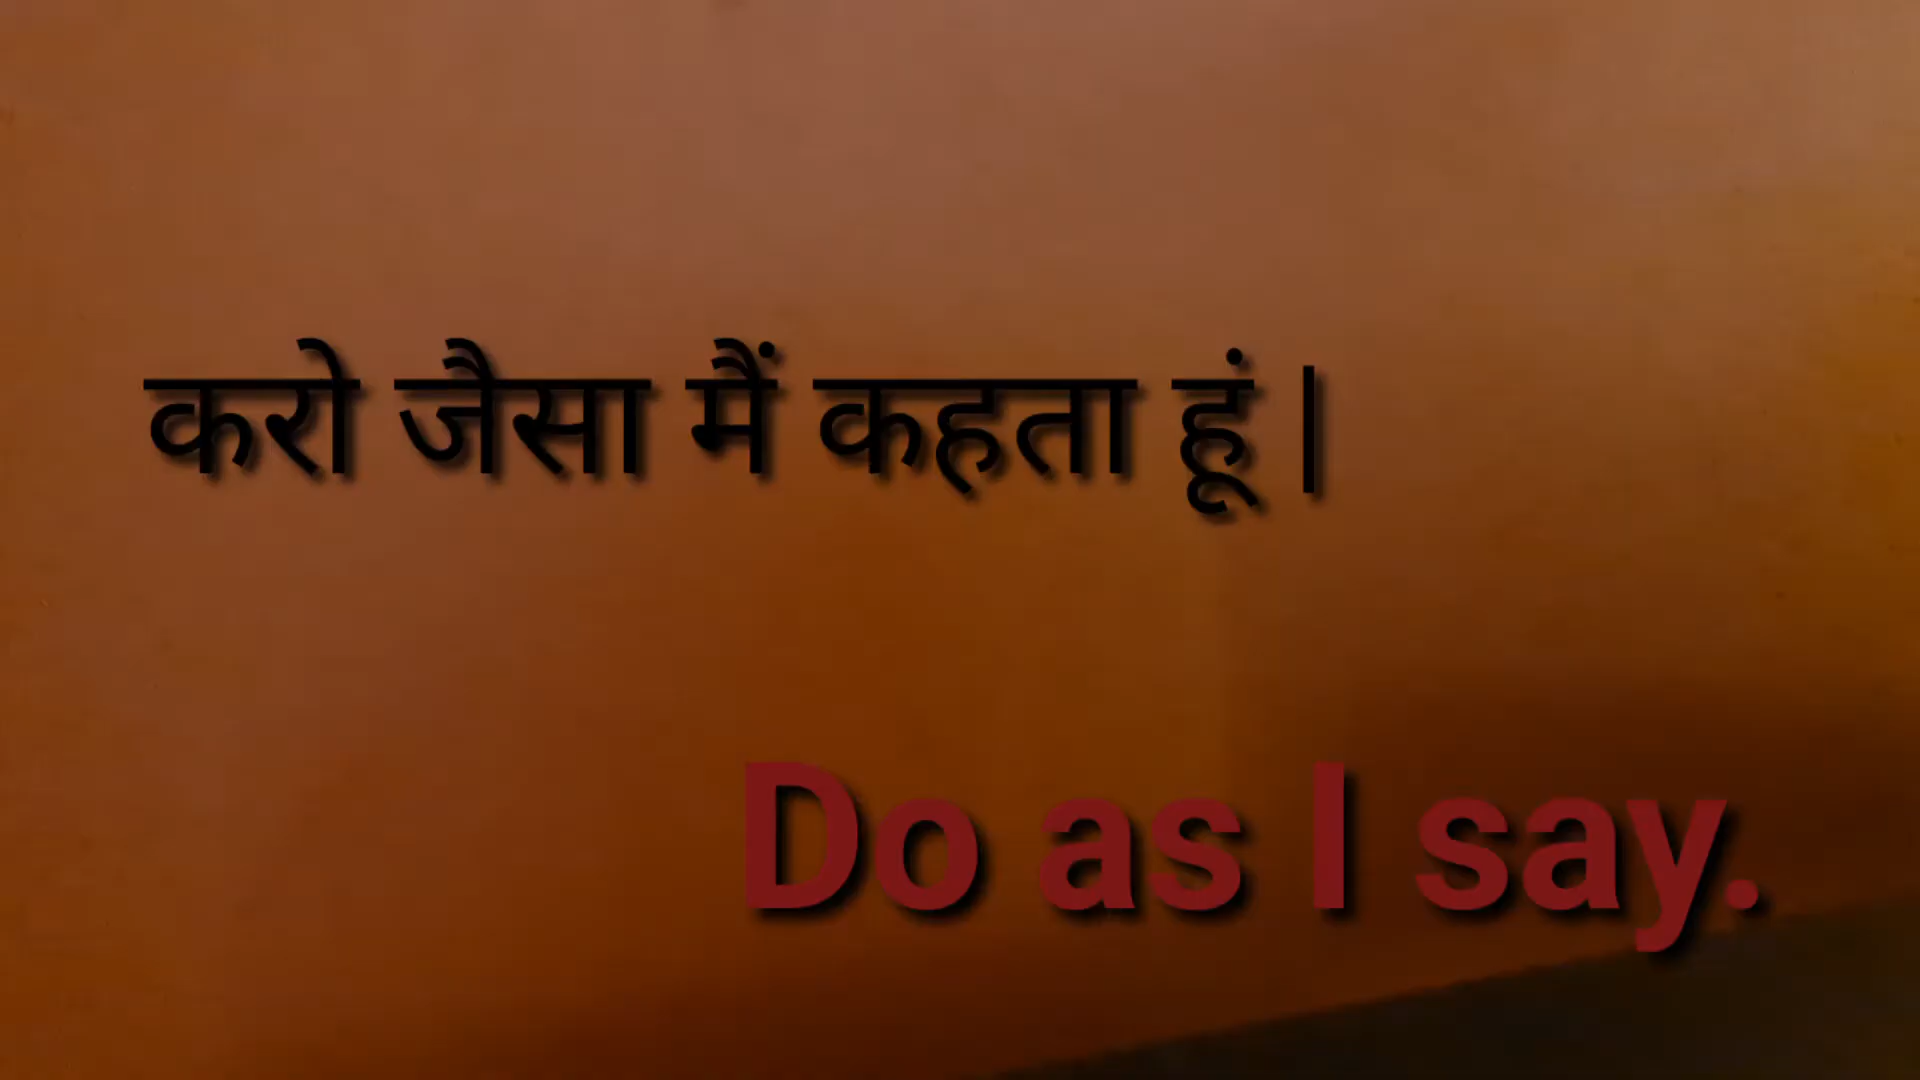 करो जैसा मैं कहता हूं |
Do as I say.